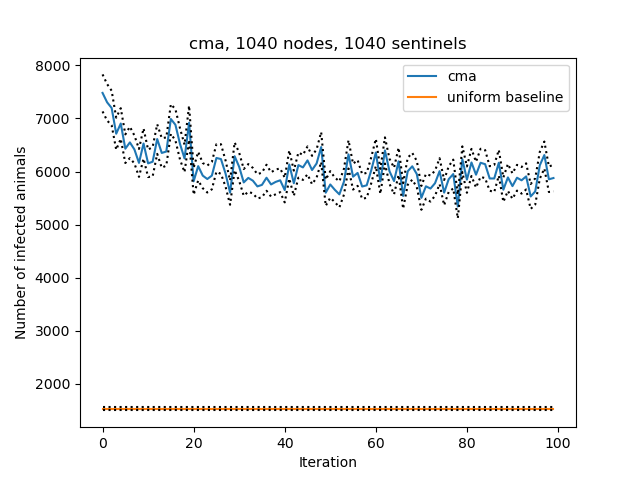 cma, 1040 nodes, 1040 sentinels
8000
7000
6000
5000
4000
3000
2000
Number of infected animals
cma
uniform baseline
0
20
40
60
80
100
Iteration